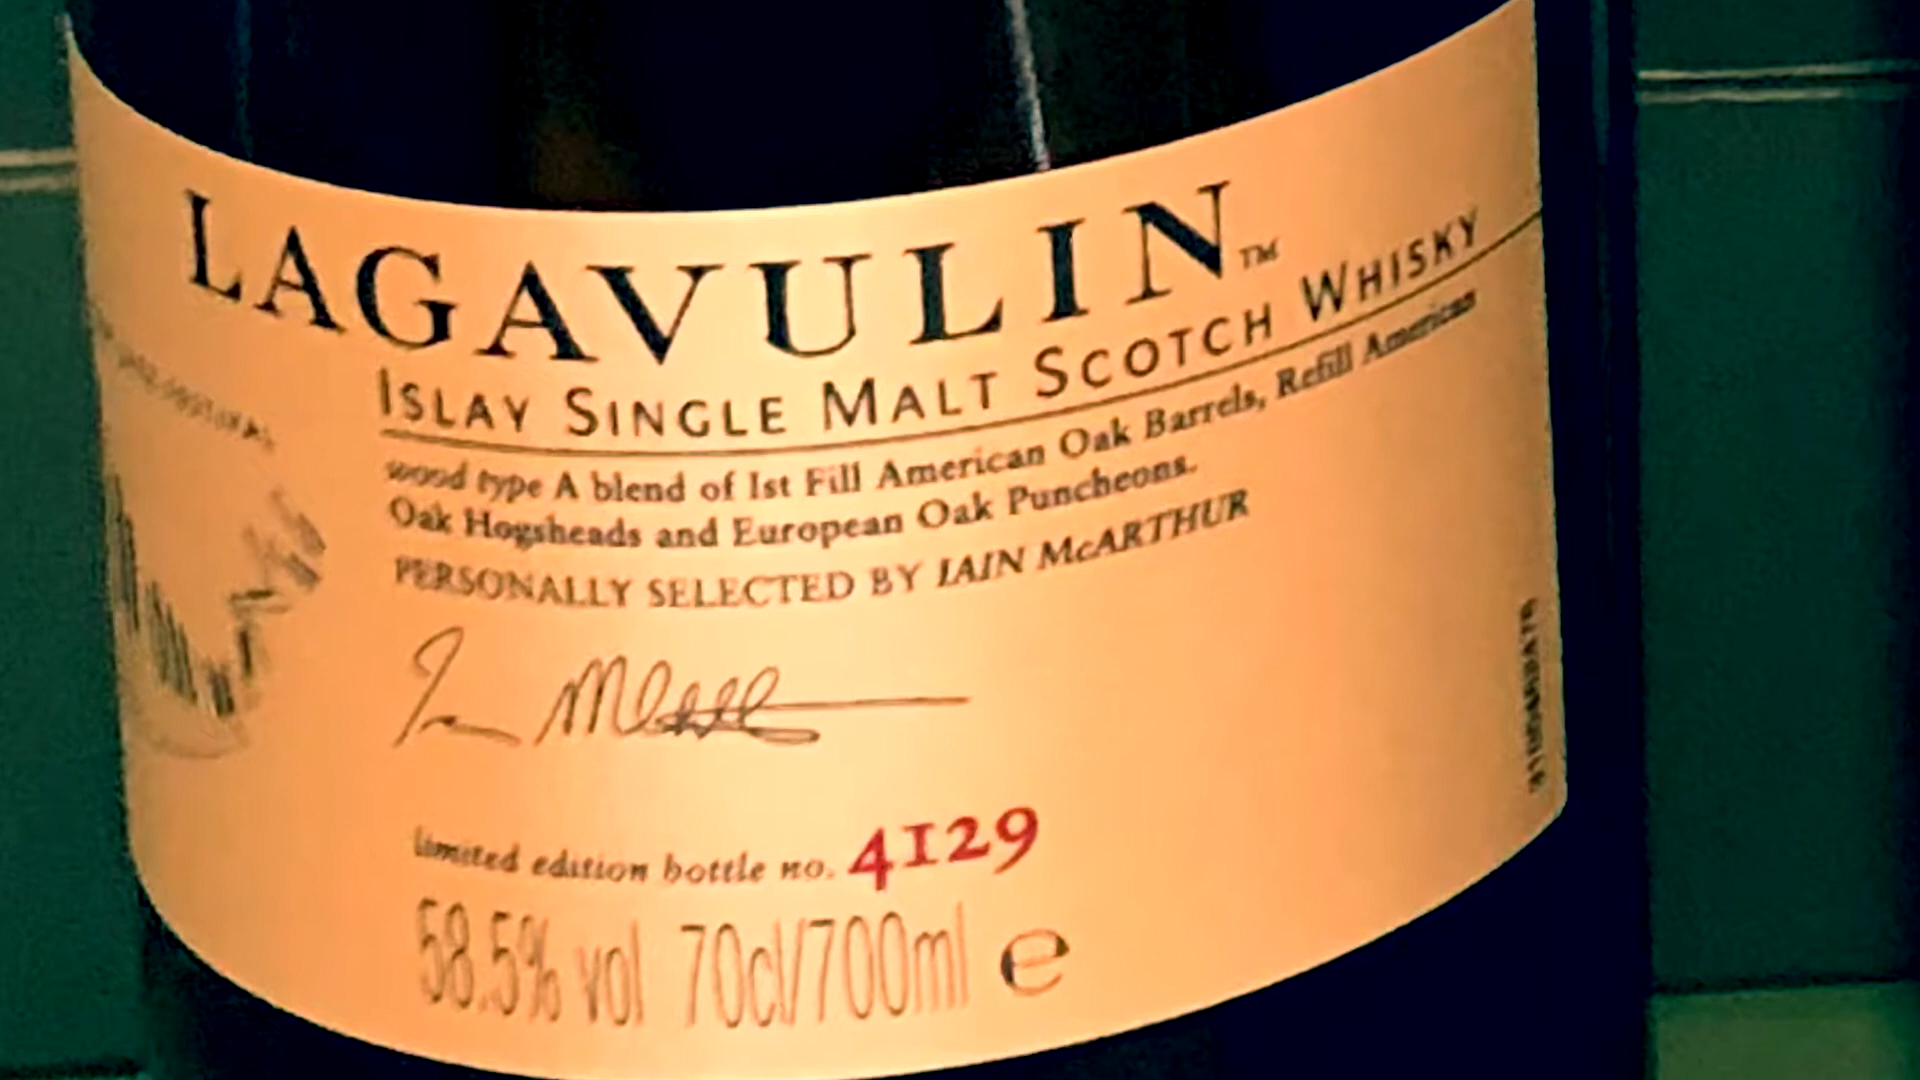 LAGAVULIN™
ISLAY SINGLE MALT SCOTCH WHISKY
wood type A blend of 1st Fill American Oak Barrels, Refill American
Oak Hogsheads and European Oak Puncheons.
PERSONALLY SELECTED BY IAIN McARTHUR
limited edition bottle no. 4129
58.5% vol 70cl/700ml e